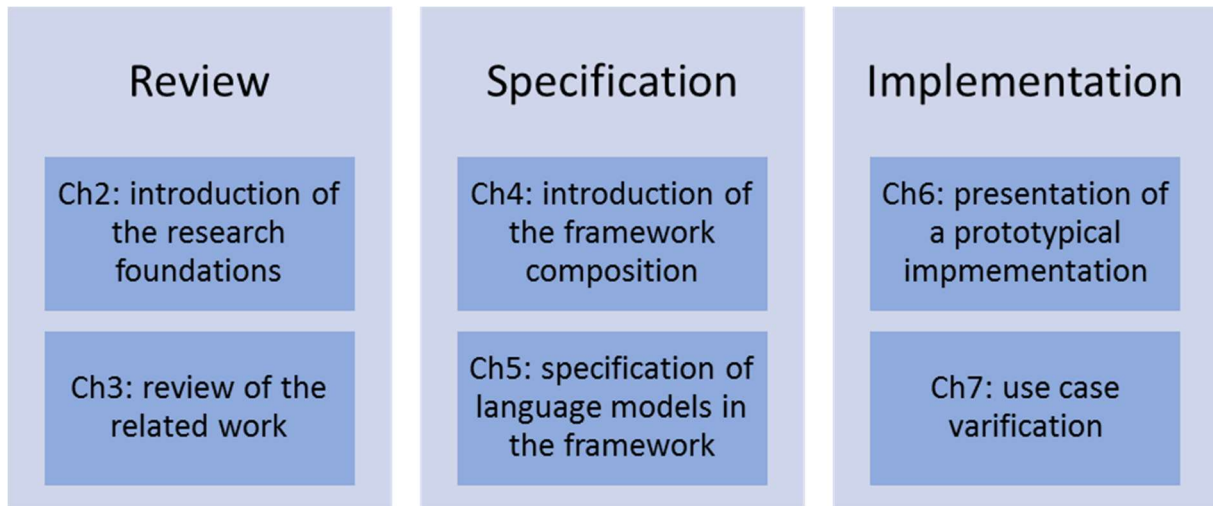 Review
Ch2: introduction of
the research
foundations
Ch3: review of the
related work
Specification
Ch4: introduction of
the framework
composition
Ch5: specification of
language models in
the framework
Implementation
Ch6: presentation of
a prototypical
impmementation
Ch7: use case
varification